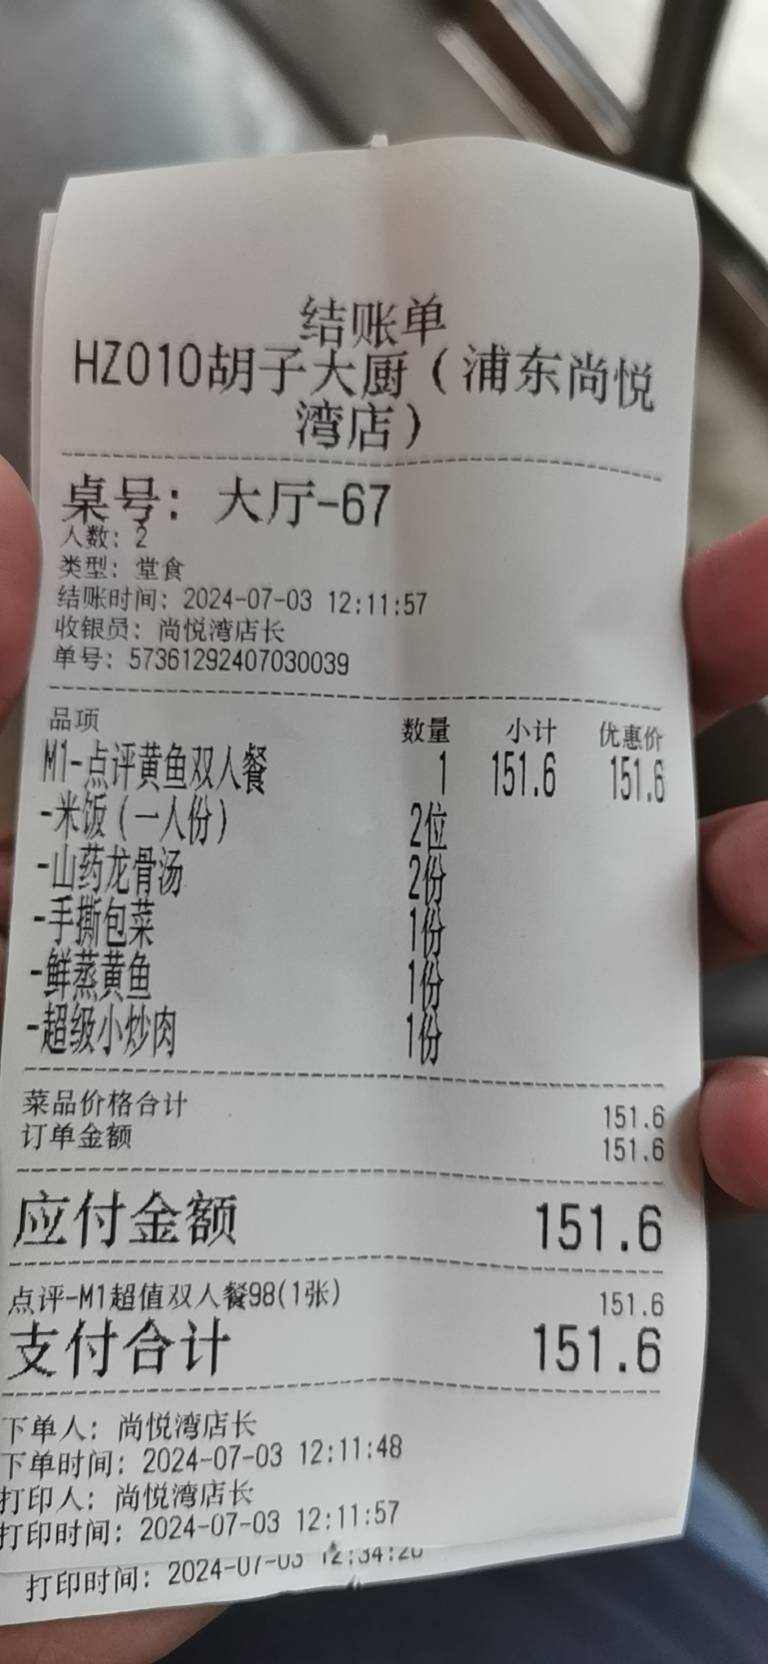 结账单
HZ010胡子大厨（浦东尚悦
湾店）
桌号：大厅-67
人数：2
类型：堂食
结账时间：2024-07-03 12:11:57
收银员：尚悦湾店长
单号：57361292407030039
品项 数量 小计 优惠价
M1-点评黄鱼双人餐 1 151.6 151.6
-米饭（一人份） 2位
-山药龙骨汤 2份
-手撕包菜 1份
-鲜蒸黄鱼 1份
-超级小炒肉 1份
菜品价格合计 151.6
订单金额 151.6
应付金额 151.6
点评-M1超值双人餐98(1张) 151.6
支付合计 151.6
下单人：尚悦湾店长
下单时间：2024-07-03 12:11:48
打印人：尚悦湾店长
打印时间：2024-07-03 12:11:57
打印时间：2024-07-03 12:34:20